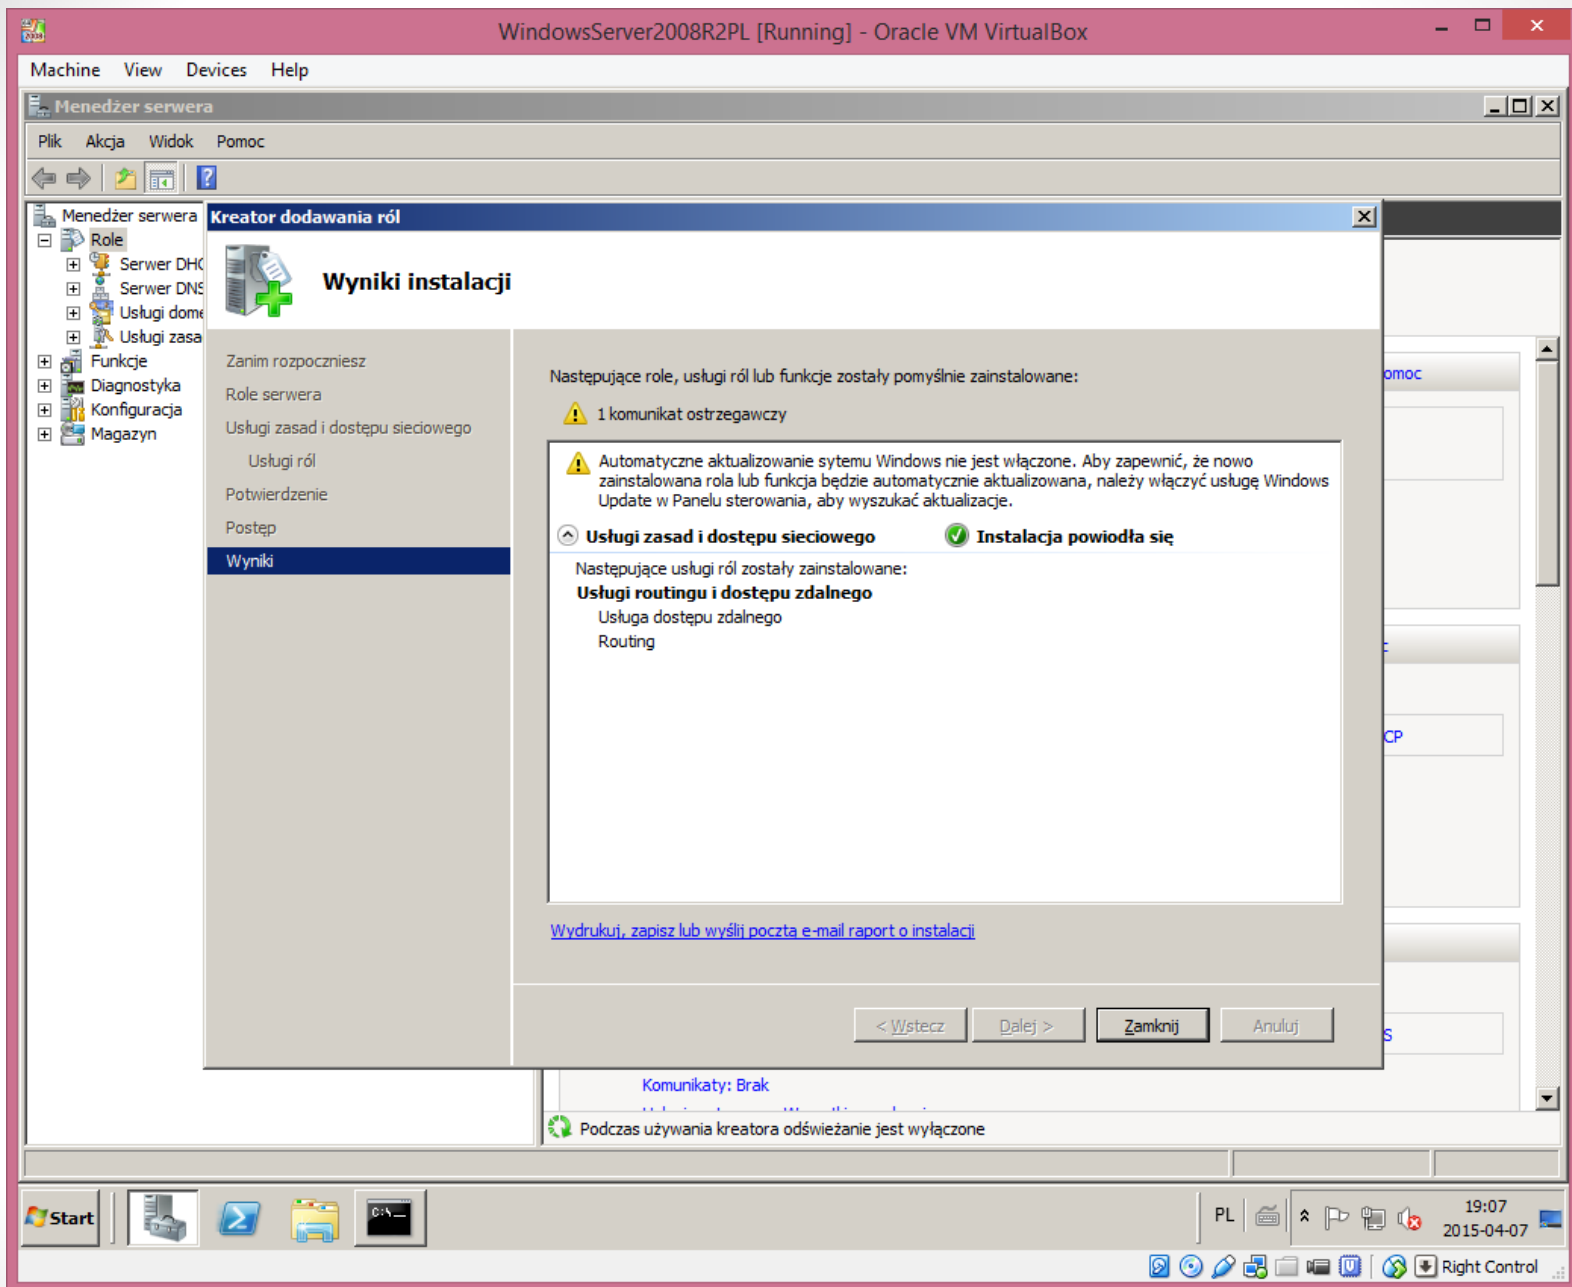 WindowsServer2008R2PL [Running] - Oracle VM VirtualBox
Machine View Devices Help
Menedżer serwera
Plik Akcja Widok Pomoc
Menedżer serwera
Role
Serwer DHC
Serwer DNS
Usługi dome
Usługi zasa
Funkcje
Diagnostyka
Konfiguracja
Magazyn
Kreator dodawania ról
Wyniki instalacji
Zanim rozpoczniesz
Role serwera
Usługi zasad i dostępu sieciowego
Usługi ról
Potwierdzenie
Postęp
Wyniki
Następujące role, usługi ról lub funkcje zostały pomyślnie zainstalowane:
1 komunikat ostrzegawczy
Automatyczne aktualizowanie sytemu Windows nie jest włączone. Aby zapewnić, że nowo
zainstalowana rola lub funkcja będzie automatycznie aktualizowana, należy włączyć usługę Windows
Update w Panelu sterowania, aby wyszukać aktualizacje.
Usługi zasad i dostępu sieciowego Instalacja powiodła się
Następujące usługi ról zostały zainstalowane:
Usługi routingu i dostępu zdalnego
Usługa dostępu zdalnego
Routing
Wydrukuj, zapisz lub wyślij pocztą e-mail raport o instalacji
< Wstecz Dalej > Zamknij Anuluj
omoc
CP
S
Komunikaty: Brak
Podczas używania kreatora odświeżanie jest wyłączone
Start
C:\_
PL
19:07
2015-04-07
Right Control